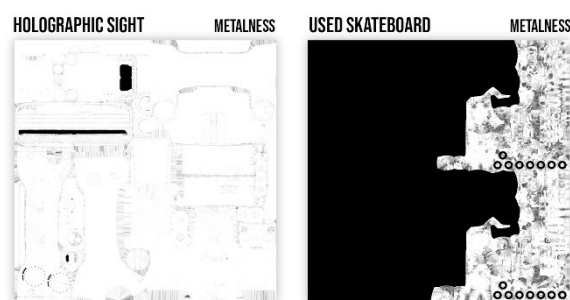 HOLOGRAPHIC SIGHT METALNESS
USED SKATEBOARD METALNESS